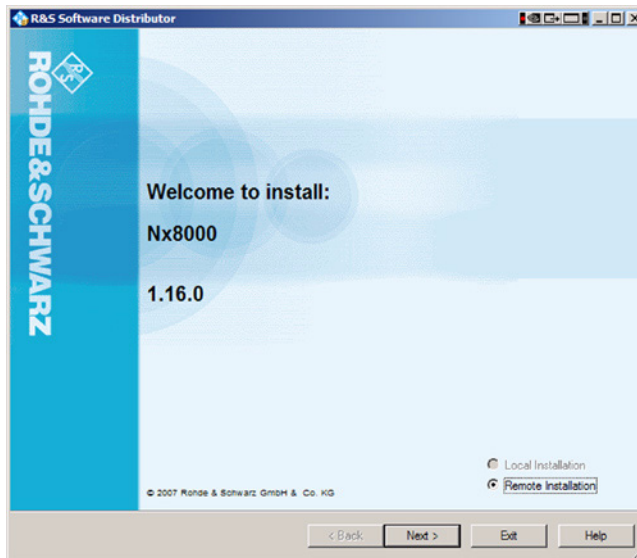 R&S Software Distributor
ROHDE&SCHWARZ
R
S
Welcome to install:
Nx8000
1.16.0
Local Installation
Remote Installation
© 2007 Rohde & Schwarz GmbH & Co. KG
< Back
Next >
Exit
Help